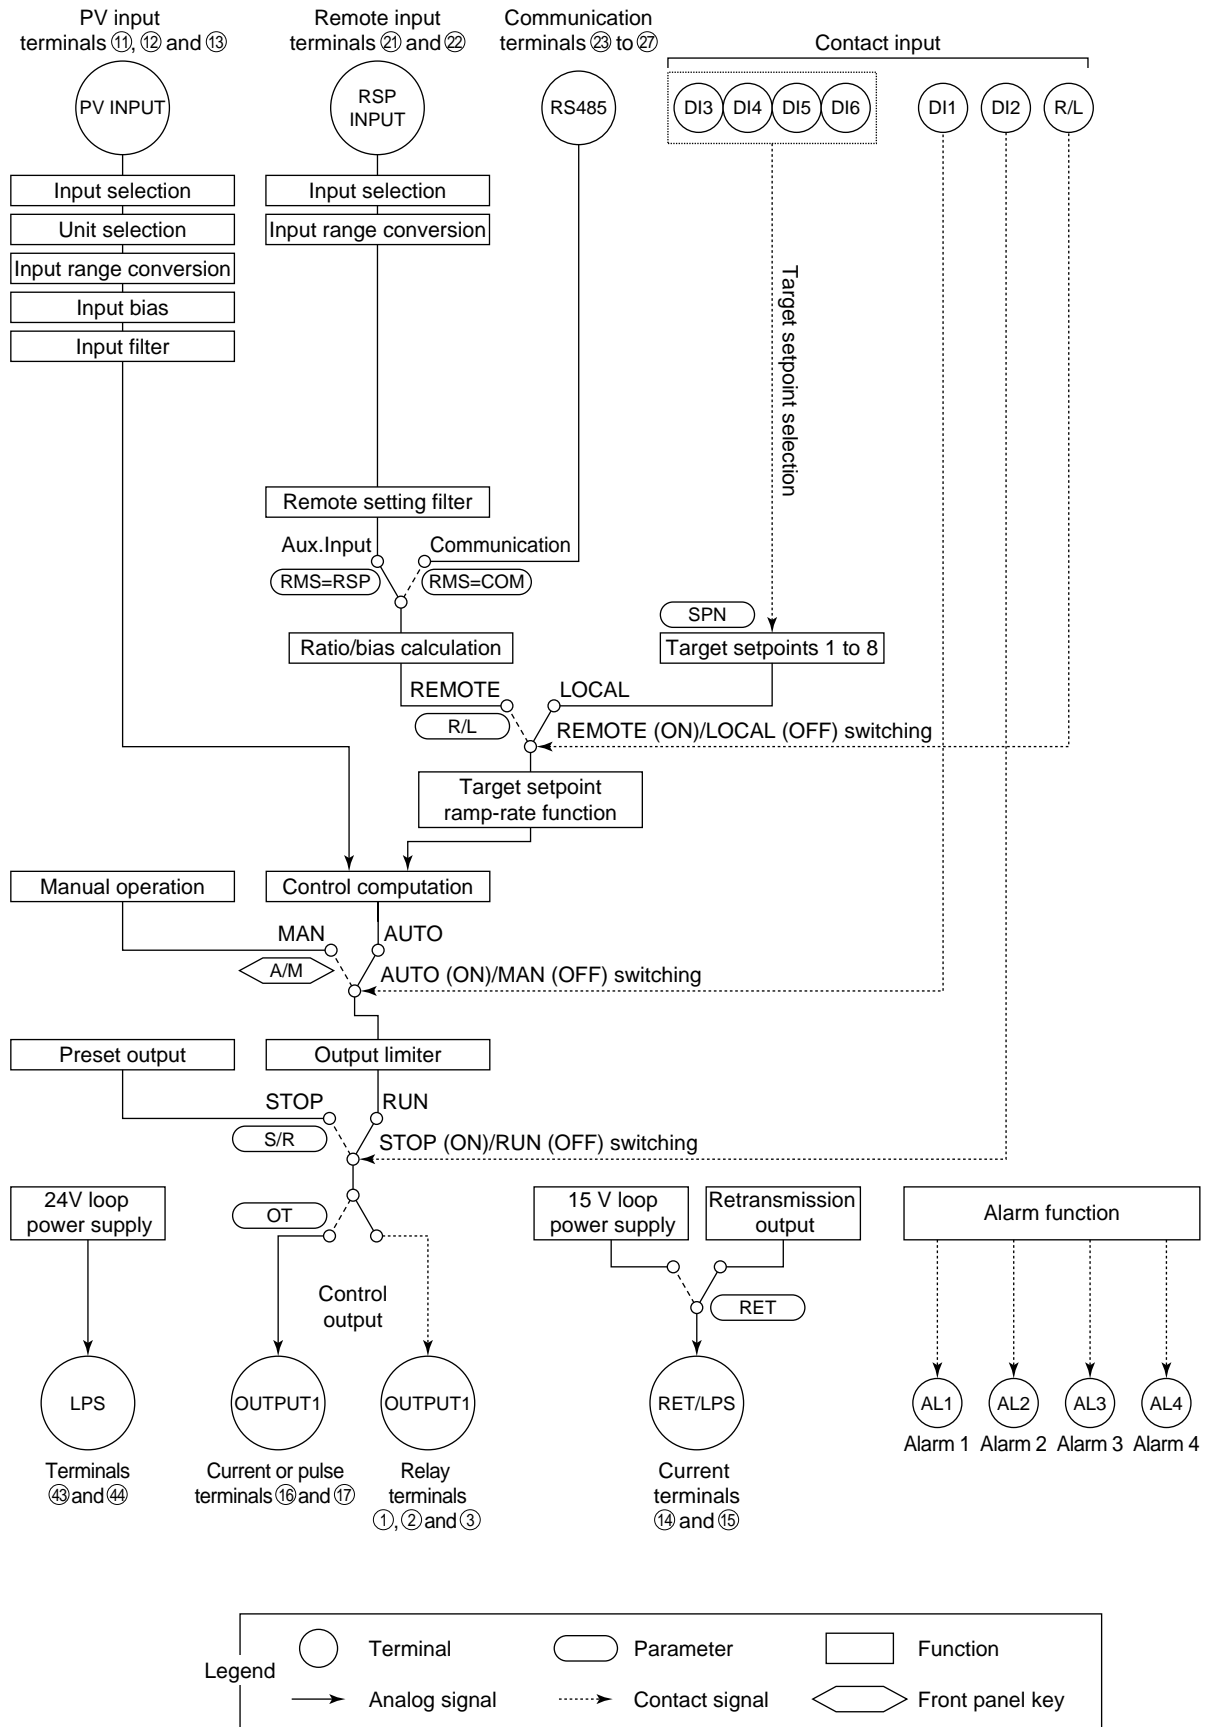 PV input
terminals ⑪, ⑫ and ⑬
Remote input
terminals ㉑ and ㉒
Communication
terminals ㉓ to ㉗
Contact input
PV INPUT
RSP
INPUT
RS485
DI3
DI4
DI5
DI6
DI1
DI2
R/L
Input selection
Unit selection
Input range conversion
Input bias
Input filter
Input selection
Input range conversion
Target setpoint selection
Remote setting filter
Aux.Input
Communication
RMS=RSP
RMS=COM
SPN
Ratio/bias calculation
Target setpoints 1 to 8
REMOTE
LOCAL
R/L
REMOTE (ON)/LOCAL (OFF) switching
Target setpoint
ramp-rate function
Manual operation
Control computation
MAN
AUTO
A/M
AUTO (ON)/MAN (OFF) switching
Preset output
Output limiter
STOP
RUN
S/R
STOP (ON)/RUN (OFF) switching
24V loop
power supply
OT
15 V loop
power supply
Retransmission
output
Alarm function
Control
output
RET
LPS
OUTPUT1
OUTPUT1
RET/LPS
AL1
AL2
AL3
AL4
Alarm 1
Alarm 2
Alarm 3
Alarm 4
Terminals
㊸ and ㊹
Current or pulse
terminals ⑯ and ⑰
Relay
terminals
①, ② and ③
Current
terminals
⑭ and ⑮
Legend
Terminal
Parameter
Function
Analog signal
Contact signal
Front panel key